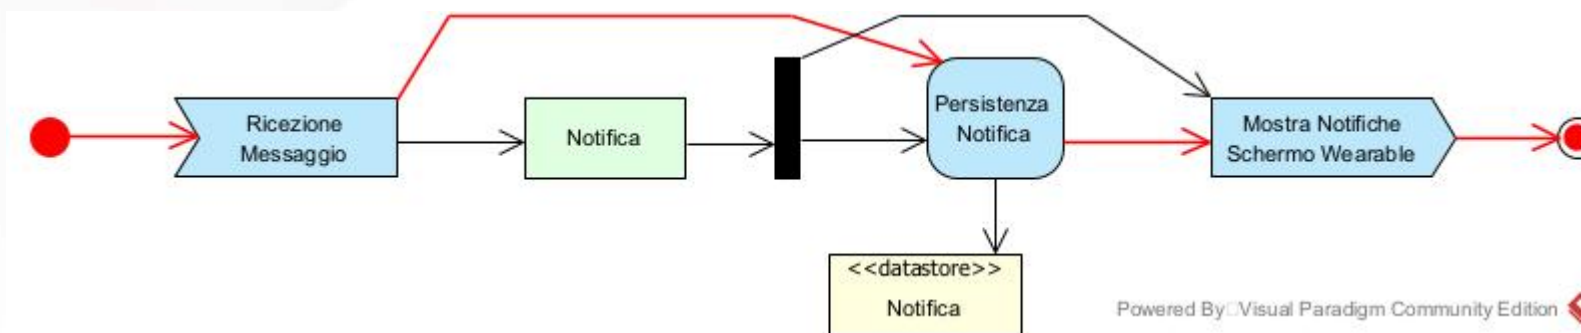 Ricezione
Messaggio
Notifica
Persistenza
Notifica
Mostra Notifiche
Schermo Wearable
<<datastore>>
Notifica
Powered By Visual Paradigm Community Edition